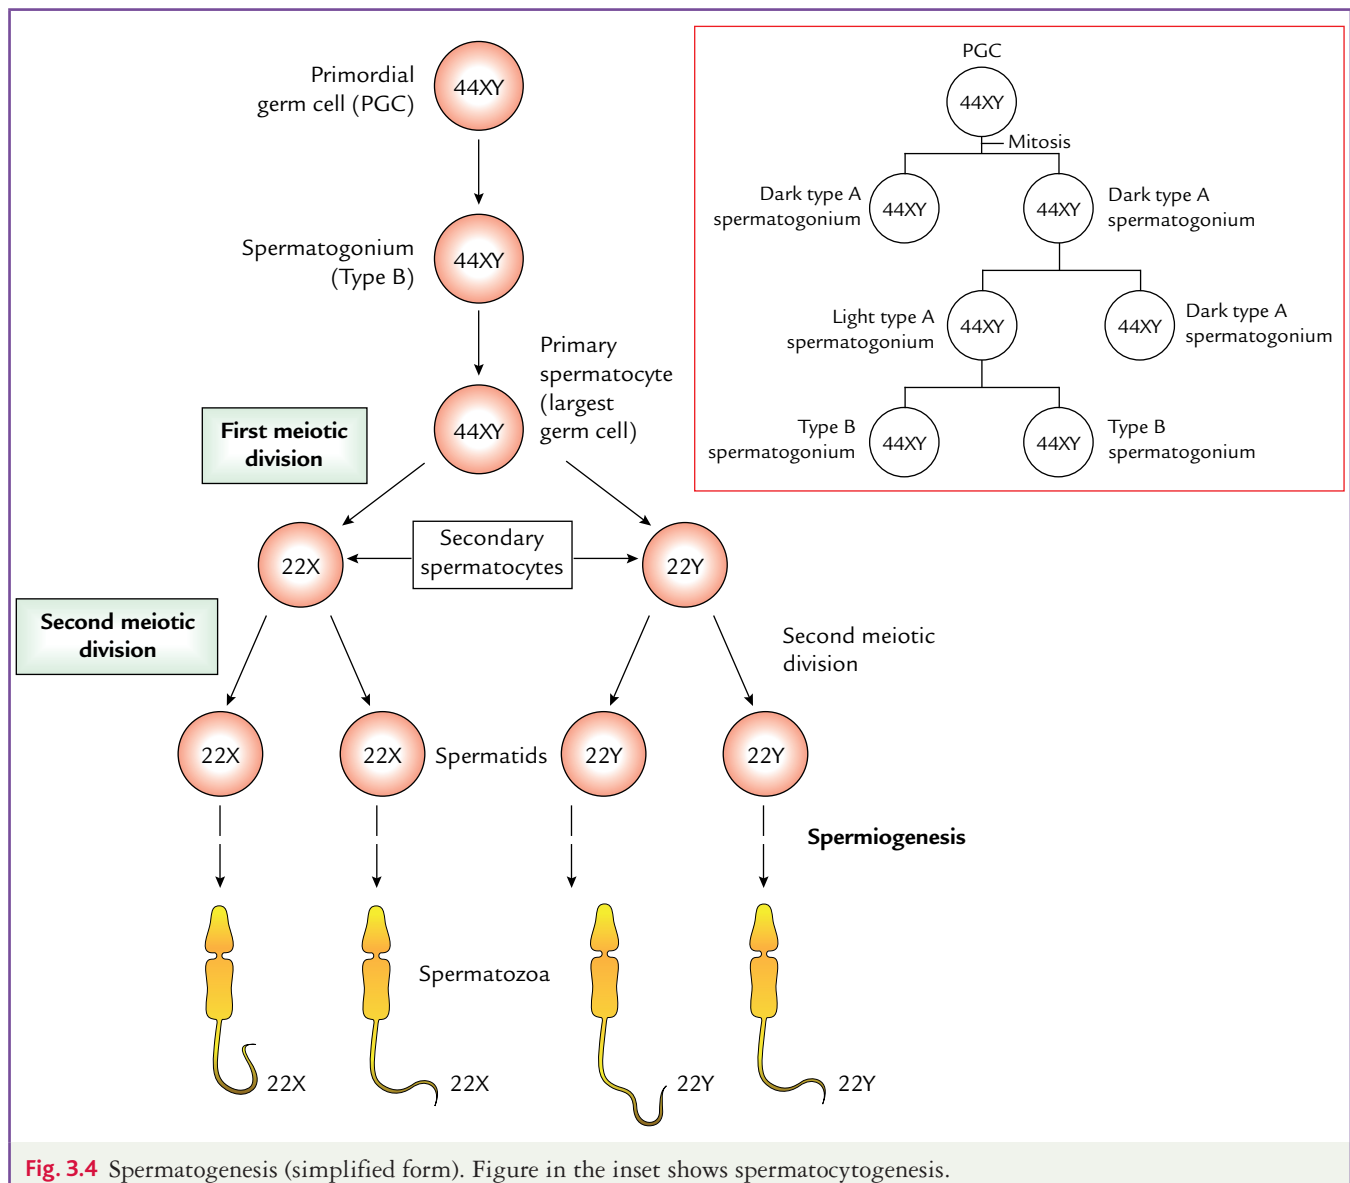 Primordial
germ cell (PGC)
44XY
Spermatogonium
(Type B)
44XY
Primary
spermatocyte
(largest
germ cell)
44XY
First meiotic
division
22X
Secondary
spermatocytes
22Y
Second meiotic
division
Second meiotic
division
22X
22X
Spermatids
22Y
22Y
Spermiogenesis
Spermatozoa
22X
22X
22Y
22Y
PGC
44XY
Mitosis
Dark type A
spermatogonium
44XY
44XY
Dark type A
spermatogonium
Light type A
spermatogonium
44XY
44XY
Dark type A
spermatogonium
Type B
spermatogonium
44XY
44XY
Type B
spermatogonium
Fig. 3.4 Spermatogenesis (simplified form). Figure in the inset shows spermatocytogenesis.